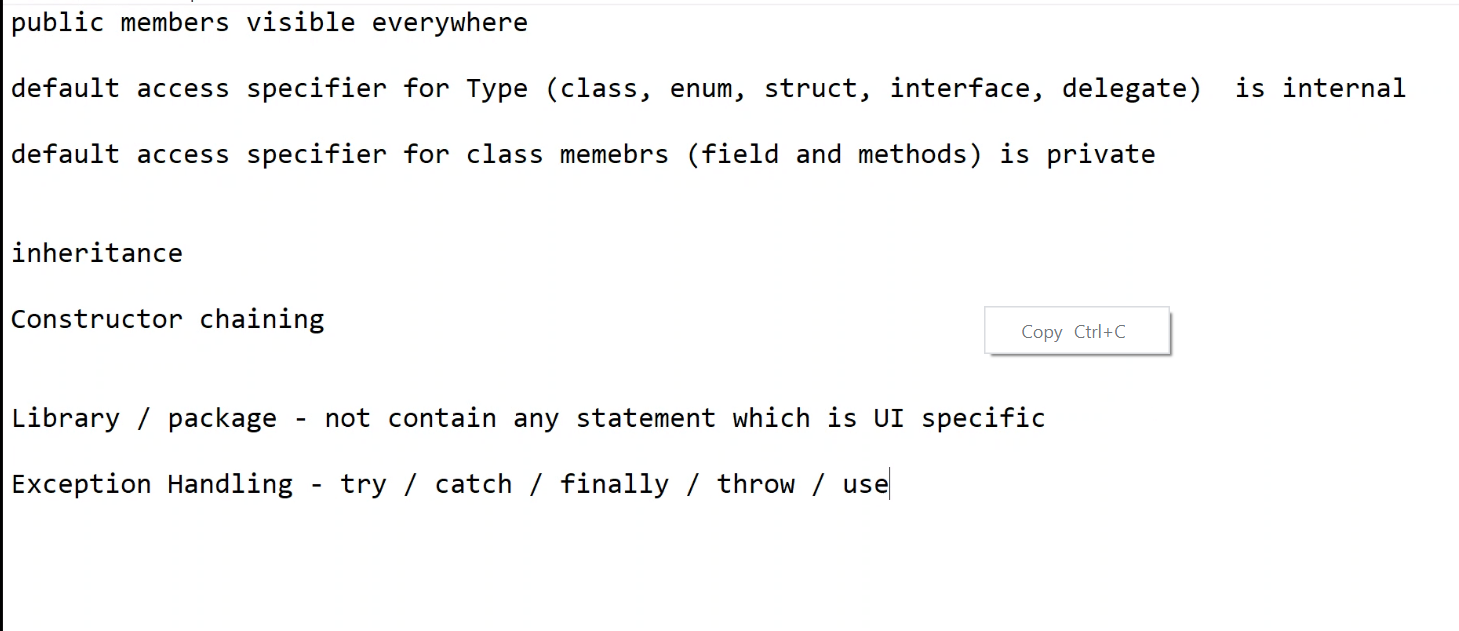 public members visible everywhere
default access specifier for Type (class, enum, struct, interface, delegate)  is internal
default access specifier for class memebrs (field and methods) is private
inheritance
Constructor chaining
Copy Ctrl+C
Library / package - not contain any statement which is UI specific
Exception Handling - try / catch / finally / throw / use